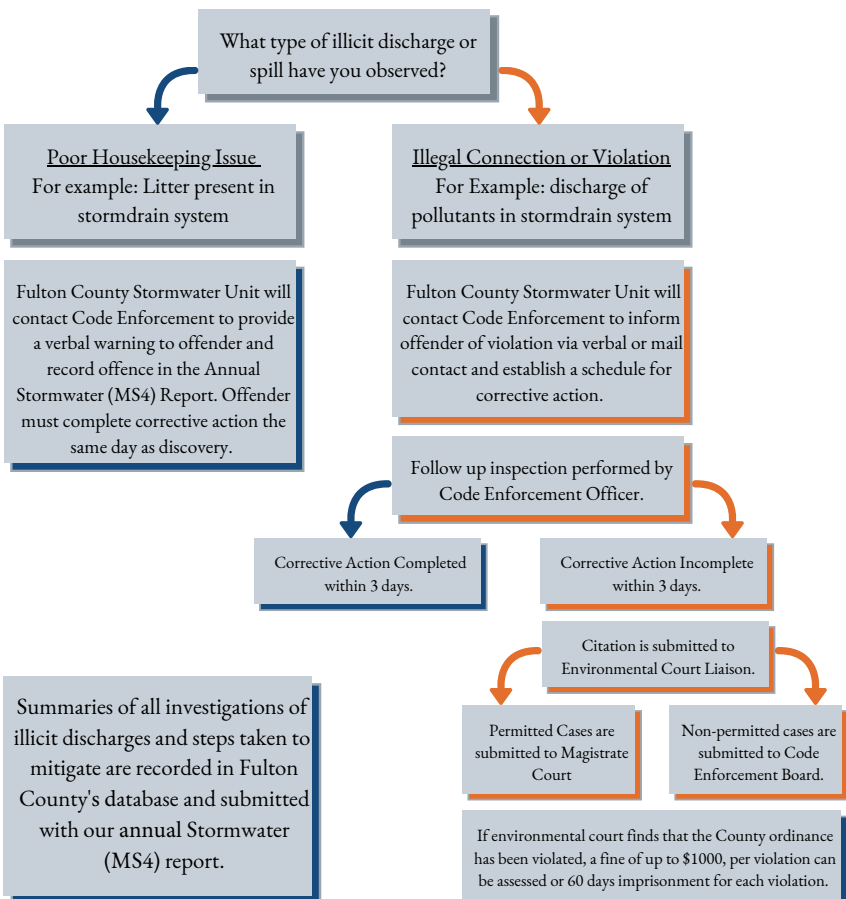 What type of illicit discharge or
spill have you observed?
Poor Housekeeping Issue
For example: Litter present in
stormdrain system
Illegal Connection or Violation
For Example: discharge of
pollutants in stormdrain system
Fulton County Stormwater Unit will
contact Code Enforcement to provide
a verbal warning to offender and
record offence in the Annual
Stormwater (MS4) Report. Offender
must complete corrective action the
same day as discovery.
Fulton County Stormwater Unit will
contact Code Enforcement to inform
offender of violation via verbal or mail
contact and establish a schedule for
corrective action.
Follow up inspection performed by
Code Enforcement Officer.
Corrective Action Completed
within 3 days.
Corrective Action Incomplete
within 3 days.
Citation is submitted to
Environmental Court Liaison.
Permitted Cases are
submitted to Magistrate
Court
Non-permitted cases are
submitted to Code
Enforcement Board.
Summaries of all investigations of
illicit discharges and steps taken to
mitigate are recorded in Fulton
County's database and submitted
with our annual Stormwater
(MS4) report.
If environmental court finds that the County ordinance
has been violated, a fine of up to $1000, per violation can
be assessed or 60 days imprisonment for each violation.